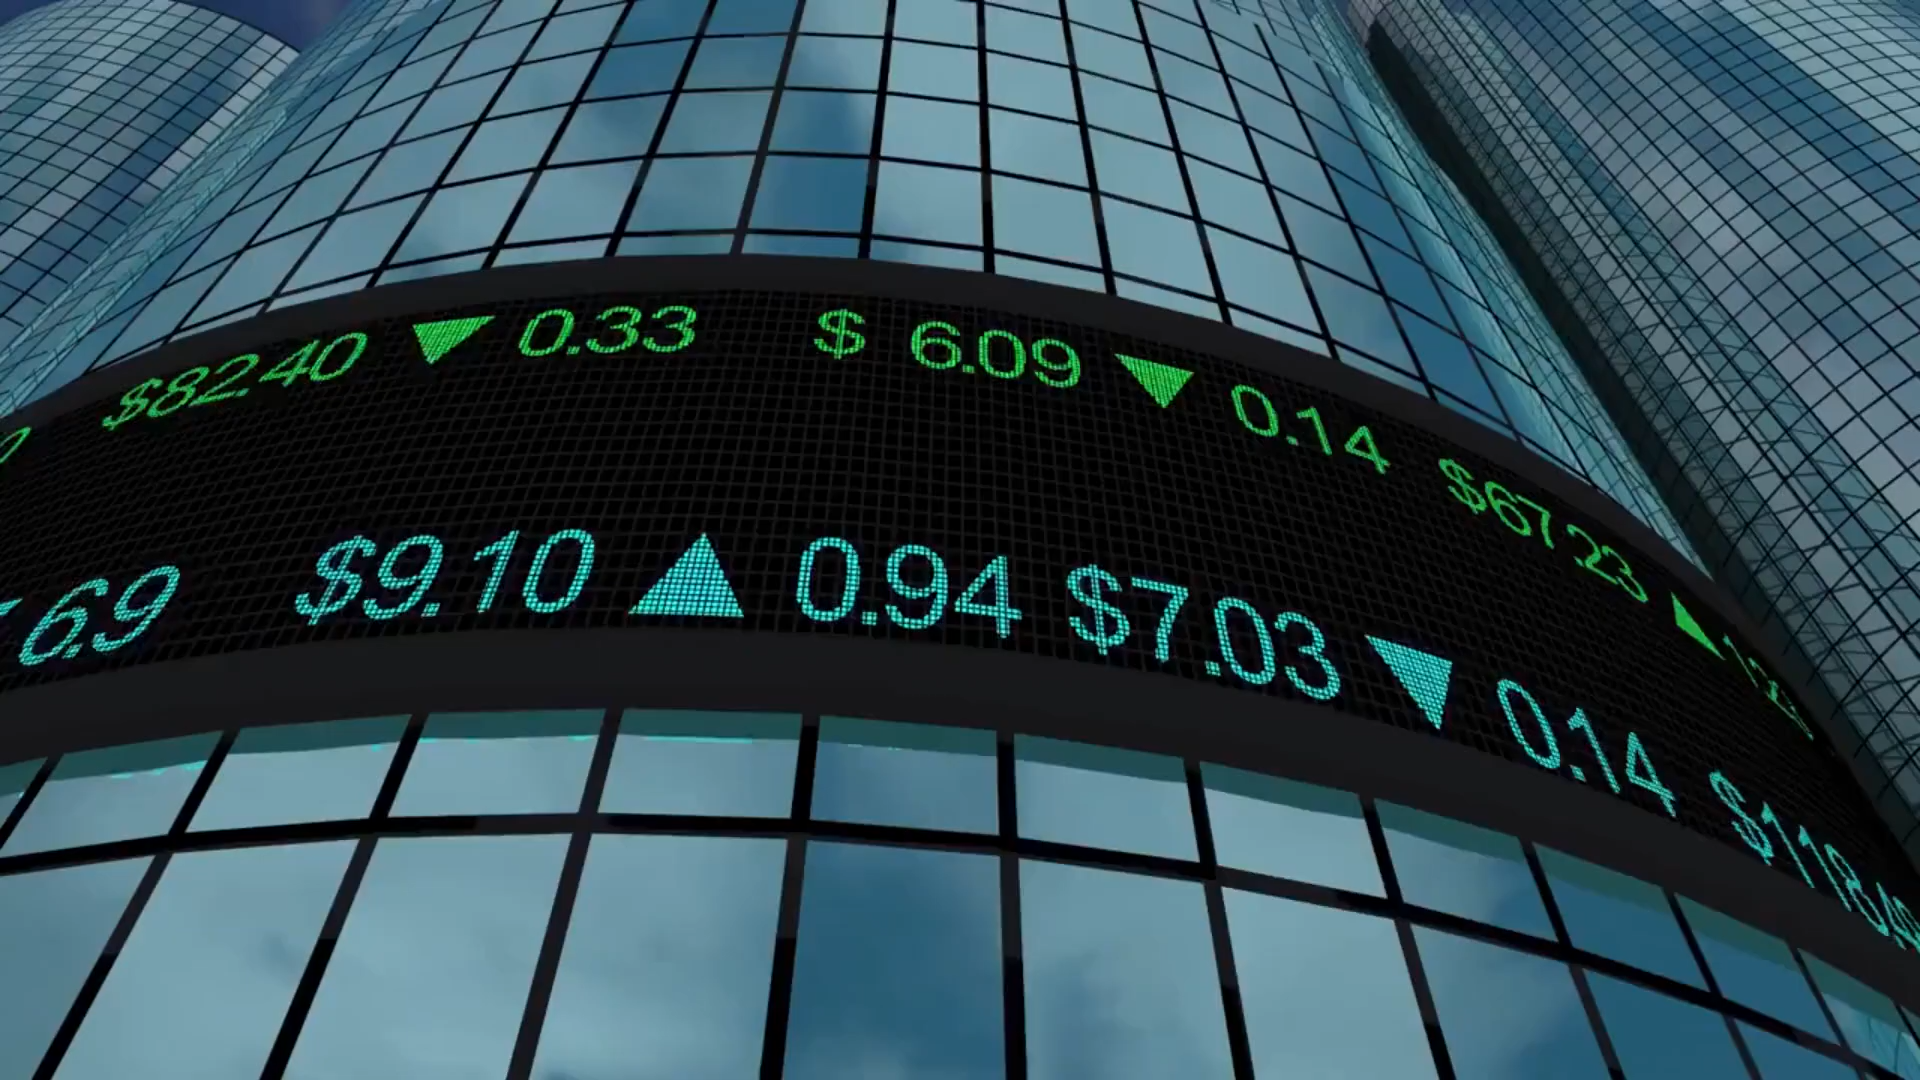 $82.40 ▼ 0.33 $ 6.09 ▼ 0.14 $67.23 ▲
6.9 $9.10 ▲ 0.94 $7.03 ▼ 0.14